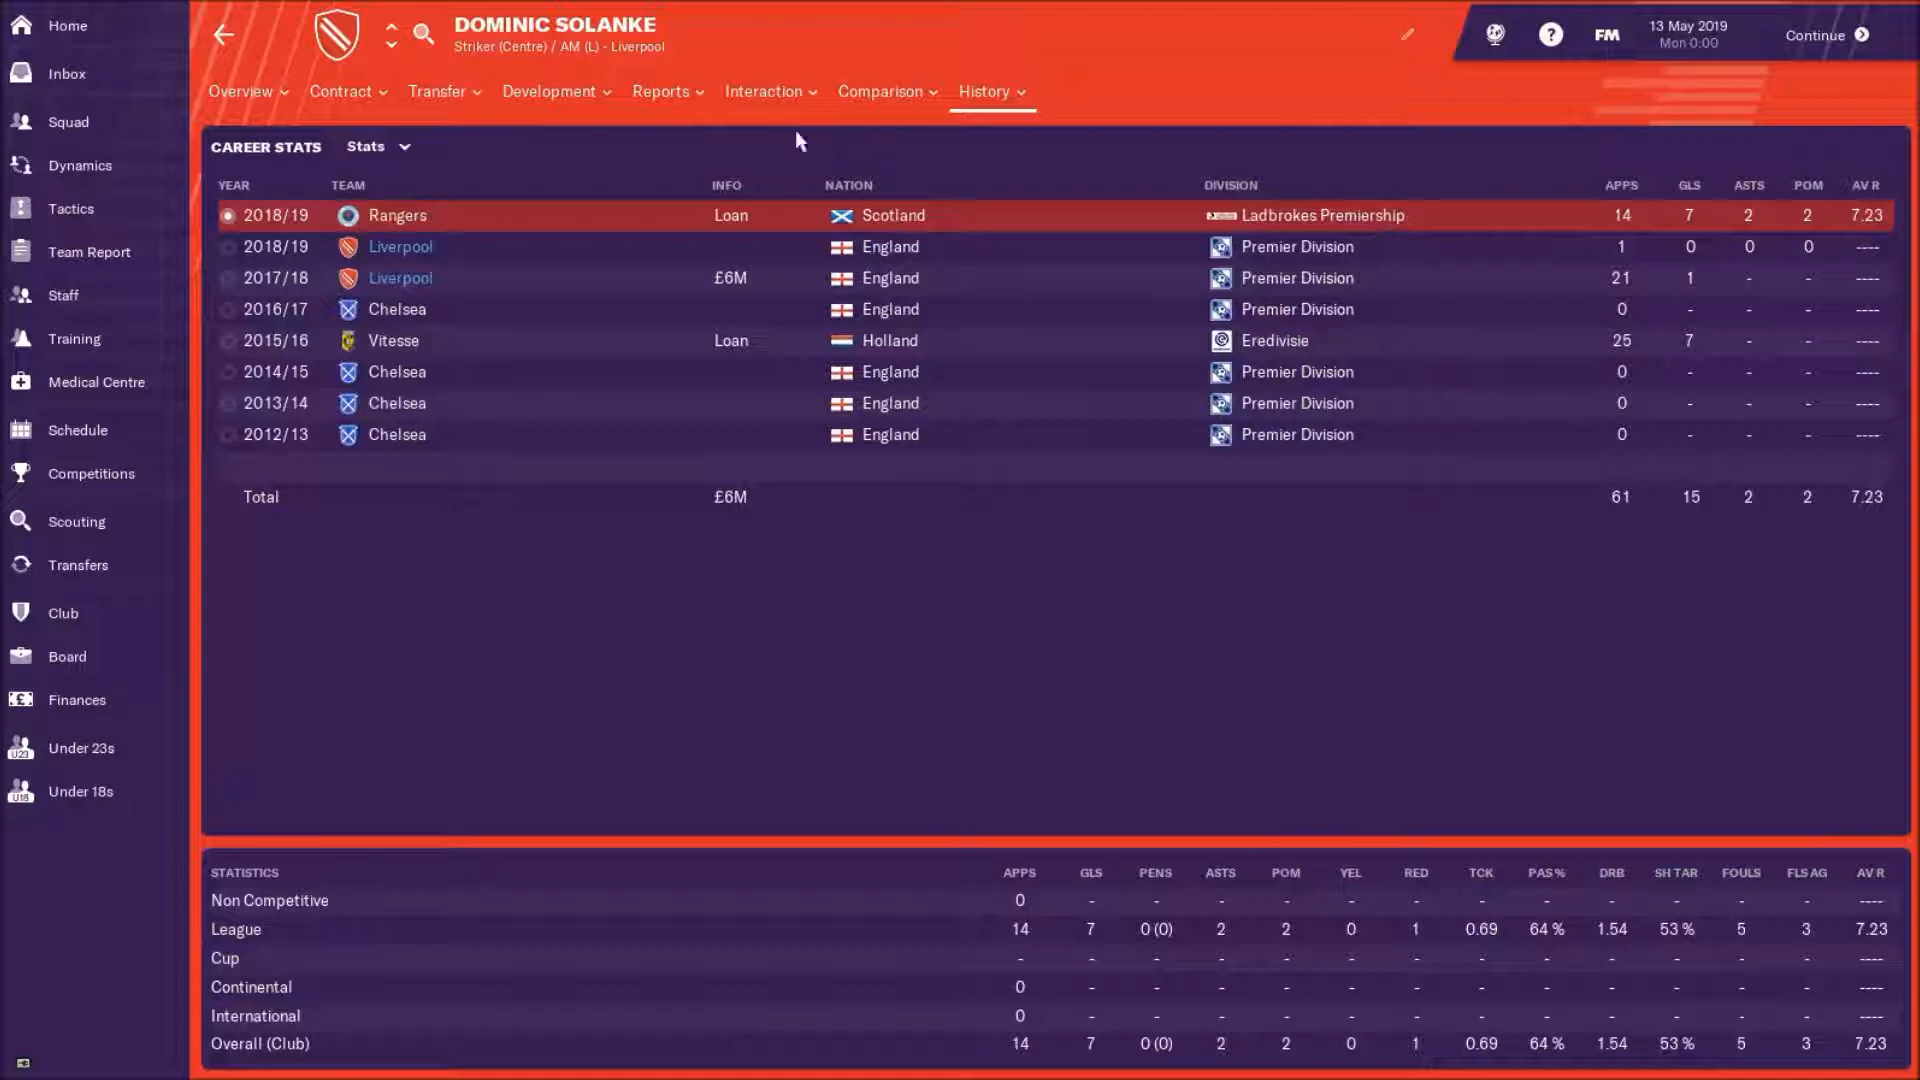 Home
Inbox
Squad
Dynamics
Tactics
Team Report
Staff
Training
Medical Centre
Schedule
Competitions
Scouting
Transfers
Club
Board
Finances
U23 Under 23s
U18 Under 18s
DOMINIC SOLANKE
Striker (Centre) / AM (L) - Liverpool
? FM 13 May 2019 Continue
Mon 0:00
Overview Contract Transfer Development Reports Interaction Comparison History
CAREER STATS Stats
YEAR TEAM INFO NATION DIVISION APPS GLS ASTS POM AV R
2018/19 Rangers Loan Scotland Ladbrokes Premiership 14 7 2 2 7.23
2018/19 Liverpool England Premier Division 1 0 0 0 ----
2017/18 Liverpool £6M England Premier Division 21 1 - - ----
2016/17 Chelsea England Premier Division 0 - - - ----
2015/16 Vitesse Loan Holland Eredivisie 25 7 - - ----
2014/15 Chelsea England Premier Division 0 - - - ----
2013/14 Chelsea England Premier Division 0 - - - ----
2012/13 Chelsea England Premier Division 0 - - - ----
Total £6M 61 15 2 2 7.23
STATISTICS APPS GLS PENS ASTS POM YEL RED TCK PAS % DRB SH TAR FOULS FLS AG AV R
Non Competitive 0 - - - - - - - - - - - - ----
League 14 7 0 (0) 2 2 0 1 0.69 64 % 1.54 53 % 5 3 7.23
Cup - - - - - - - - - - - - - ----
Continental 0 - - - - - - - - - - - - ----
International 0 - - - - - - - - - - - - ----
Overall (Club) 14 7 0 (0) 2 2 0 1 0.69 64 % 1.54 53 % 5 3 7.23